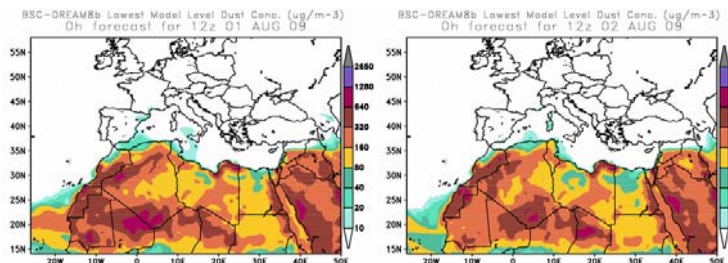 BSC-DREAM8b Lowest Model Level Dust Conc. (ug/m-3)
0h forecast for 12z 01 AUG 09
55N
50N
45N
40N
35N
30N
25N
20N
15N
20W 10W 0 10E 20E 30E 40E 50E
2560
1280
640
320
160
80
40
20
10
BSC-DREAM8b Lowest Model Level Dust Conc. (ug/m-3)
0h forecast for 12z 02 AUG 09
55N
50N
45N
40N
35N
30N
25N
20N
15N
20W 10W 0 10E 20E 30E 40E 50E